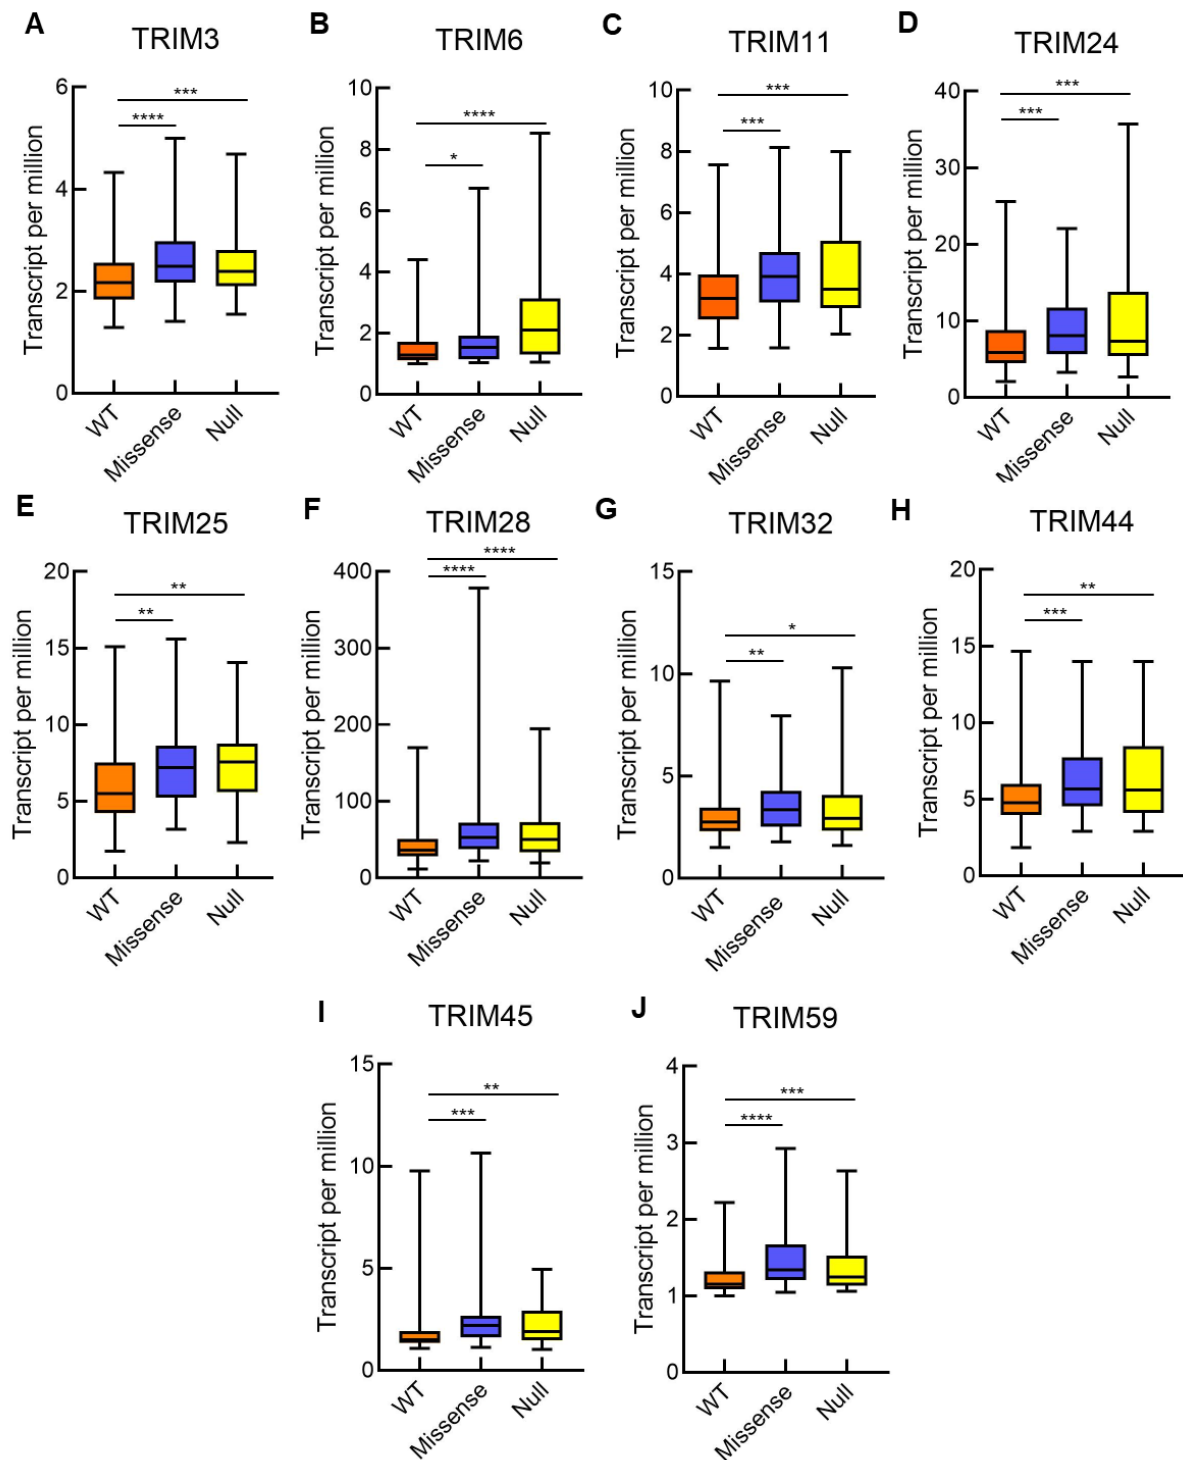 A
TRIM3
Transcript per million
6
4
2
0
***
****
WT
Missense
Null
B
TRIM6
Transcript per million
10
8
6
4
2
0
****
*
WT
Missense
Null
C
TRIM11
Transcript per million
10
8
6
4
2
0
***
***
WT
Missense
Null
D
TRIM24
Transcript per million
40
30
20
10
0
***
***
WT
Missense
Null
E
TRIM25
Transcript per million
20
15
10
5
0
**
**
WT
Missense
Null
F
TRIM28
Transcript per million
400
300
200
100
0
****
****
WT
Missense
Null
G
TRIM32
Transcript per million
15
10
5
0
*
**
WT
Missense
Null
H
TRIM44
Transcript per million
20
15
10
5
0
**
***
WT
Missense
Null
I
TRIM45
Transcript per million
15
10
5
0
**
***
WT
Missense
Null
J
TRIM59
Transcript per million
4
3
2
1
0
***
****
WT
Missense
Null